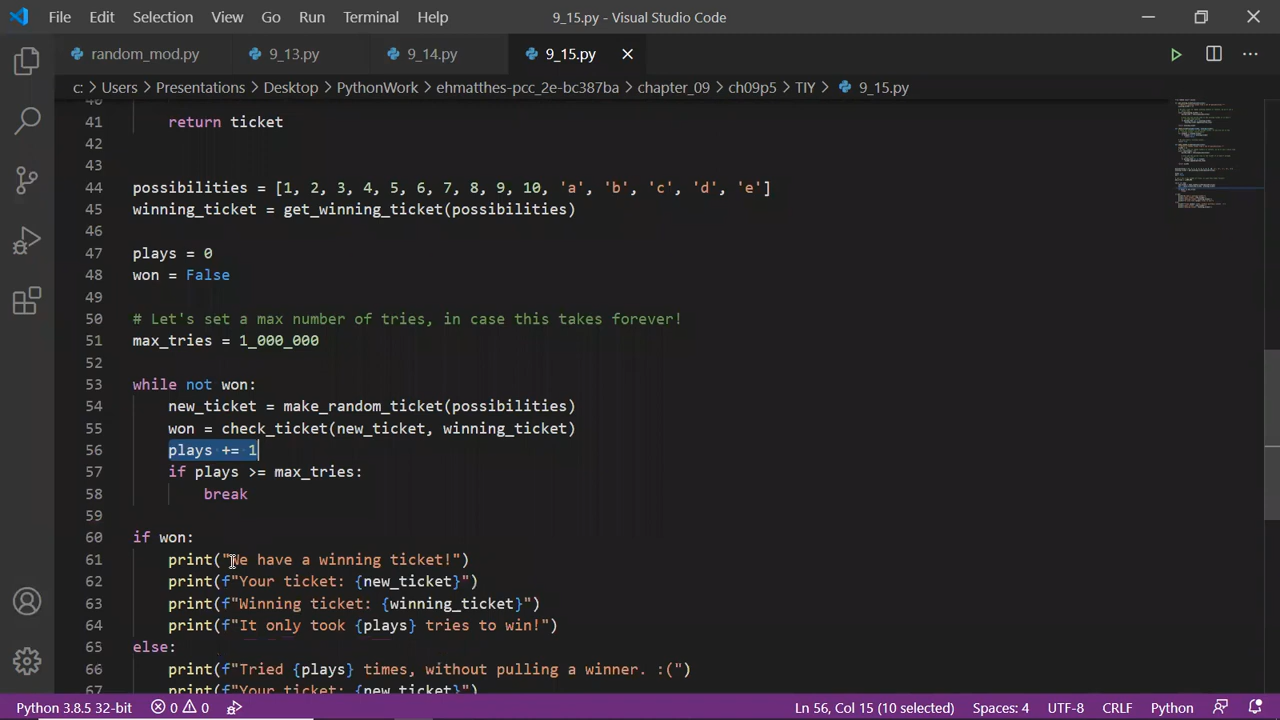 File Edit Selection View Go Run Terminal Help 9_15.py - Visual Studio Code
random_mod.py 9_13.py 9_14.py 9_15.py
c: > Users > Presentations > Desktop > PythonWork > ehmatthes-pcc_2e-bc387ba > chapter_09 > ch09p5 > TIY > 9_15.py
40
41 return ticket
42
43
44 possibilities = [1, 2, 3, 4, 5, 6, 7, 8, 9, 10, 'a', 'b', 'c', 'd', 'e']
45 winning_ticket = get_winning_ticket(possibilities)
46
47 plays = 0
48 won = False
49
50 # Let's set a max number of tries, in case this takes forever!
51 max_tries = 1_000_000
52
53 while not won:
54 new_ticket = make_random_ticket(possibilities)
55 won = check_ticket(new_ticket, winning_ticket)
56 plays += 1
57 if plays >= max_tries:
58 break
59
60 if won:
61 print("We have a winning ticket!")
62 print(f"Your ticket: {new_ticket}")
63 print(f"Winning ticket: {winning_ticket}")
64 print(f"It only took {plays} tries to win!")
65 else:
66 print(f"Tried {plays} times, without pulling a winner. :(")
67 print(f"Your ticket: {new_ticket}")
Python 3.8.5 32-bit 0 0 Ln 56, Col 15 (10 selected) Spaces: 4 UTF-8 CRLF Python